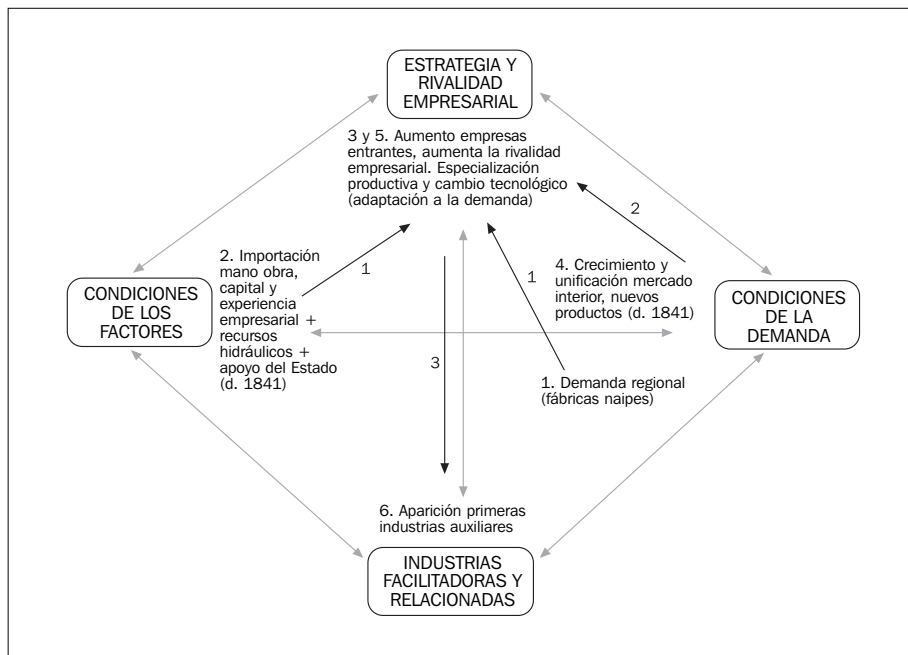 ESTRATEGIA Y
RIVALIDAD
EMPRESARIAL
3 y 5. Aumento empresas
entrantes, aumenta la rivalidad
empresarial. Especialización
productiva y cambio tecnológico
(adaptación a la demanda)
2
2. Importación
mano obra,
capital y
experiencia
empresarial +
recursos
hidráulicos +
apoyo del Estado
(d. 1841)
1
1
4. Crecimiento y
unificación mercado
interior, nuevos
productos (d. 1841)
CONDICIONES
DE LOS
FACTORES
CONDICIONES
DE LA
DEMANDA
3
1. Demanda regional
(fábricas naipes)
6. Aparición primeras
industrias auxiliares
INDUSTRIAS
FACILITADORAS Y
RELACIONADAS